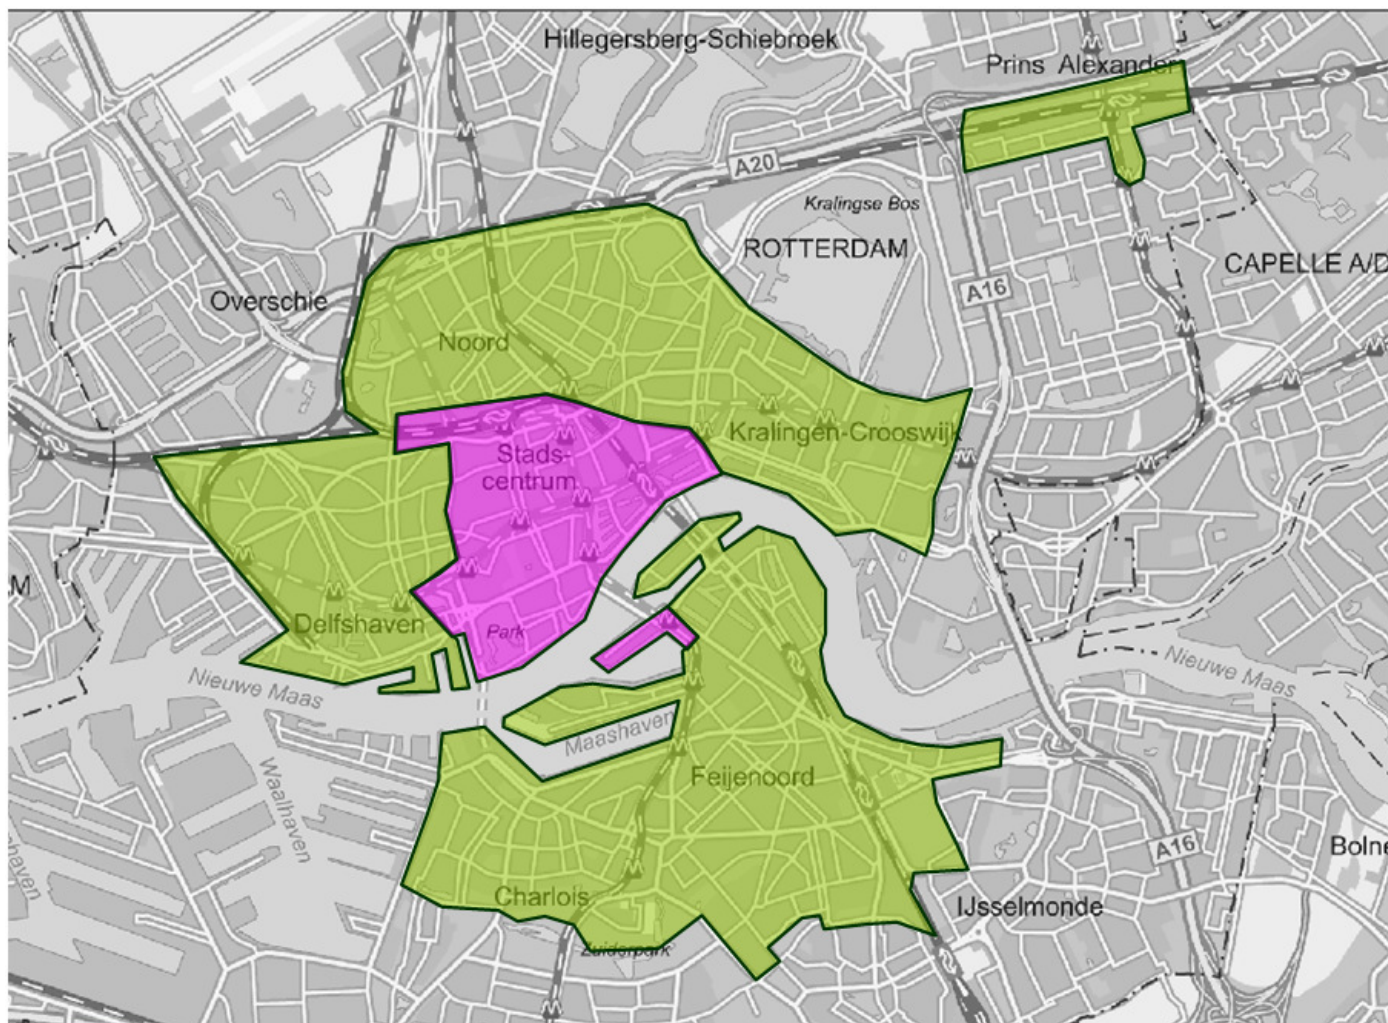 Hillegersberg-Schiebroek
Prins Alexander
A20
Kralingse Bos
ROTTERDAM
CAPELLE A/D
A16
Overschie
Noord
Kralingen-Crooswijk
Stads-
centrum
M
Delfshaven
Park
Nieuwe Maas
Nieuwe Maas
Maashaven
Waalhaven
Feijenoord
A16
Bolne
Charlois
IJsselmonde
Zuiderpark